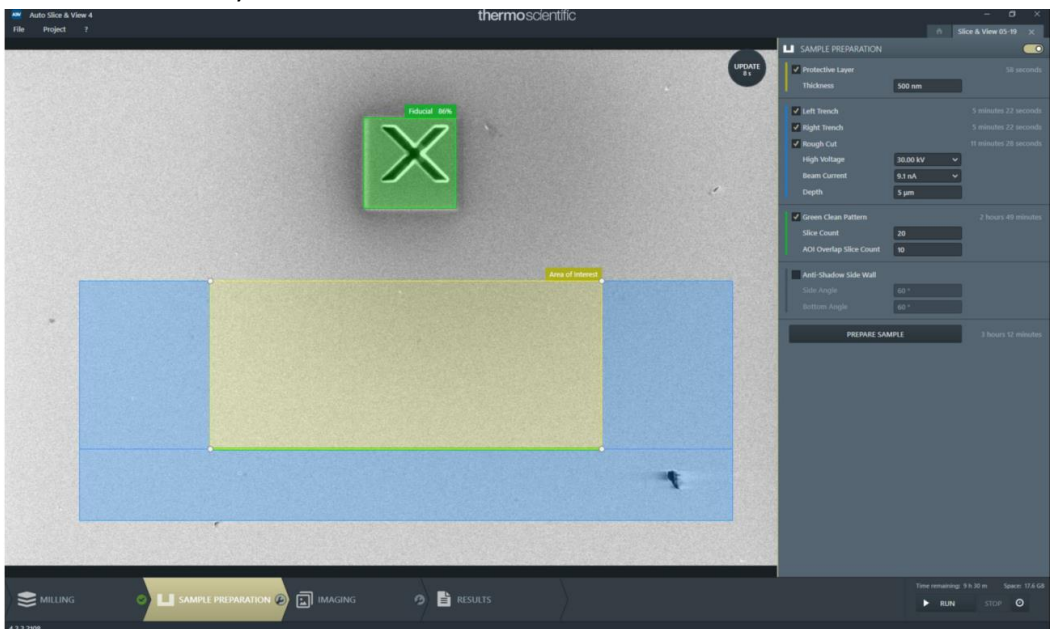 Auto Slice & View 4
thermoscientific
File Project ?
Slice & View 05-19
SAMPLE PREPARATION
UPDATE
8 s
Protective Layer 58 seconds
Thickness 500 nm
Fiducial 86%
Left Trench 5 minutes 22 seconds
Right Trench 5 minutes 22 seconds
Rough Cut 11 minutes 28 seconds
High Voltage 30.00 kV
Beam Current 9.1 nA
Depth 5 μm
Green Clean Pattern 2 hours 49 minutes
Slice Count 20
AOI Overlap Slice Count 10
Area of Interest
Anti-Shadow Side Wall
Side Angle 60 °
Bottom Angle 60 °
PREPARE SAMPLE 3 hours 12 minutes
Time remaining: 9 h 30 m Space: 17.6 GB
MILLING SAMPLE PREPARATION IMAGING RESULTS
RUN STOP